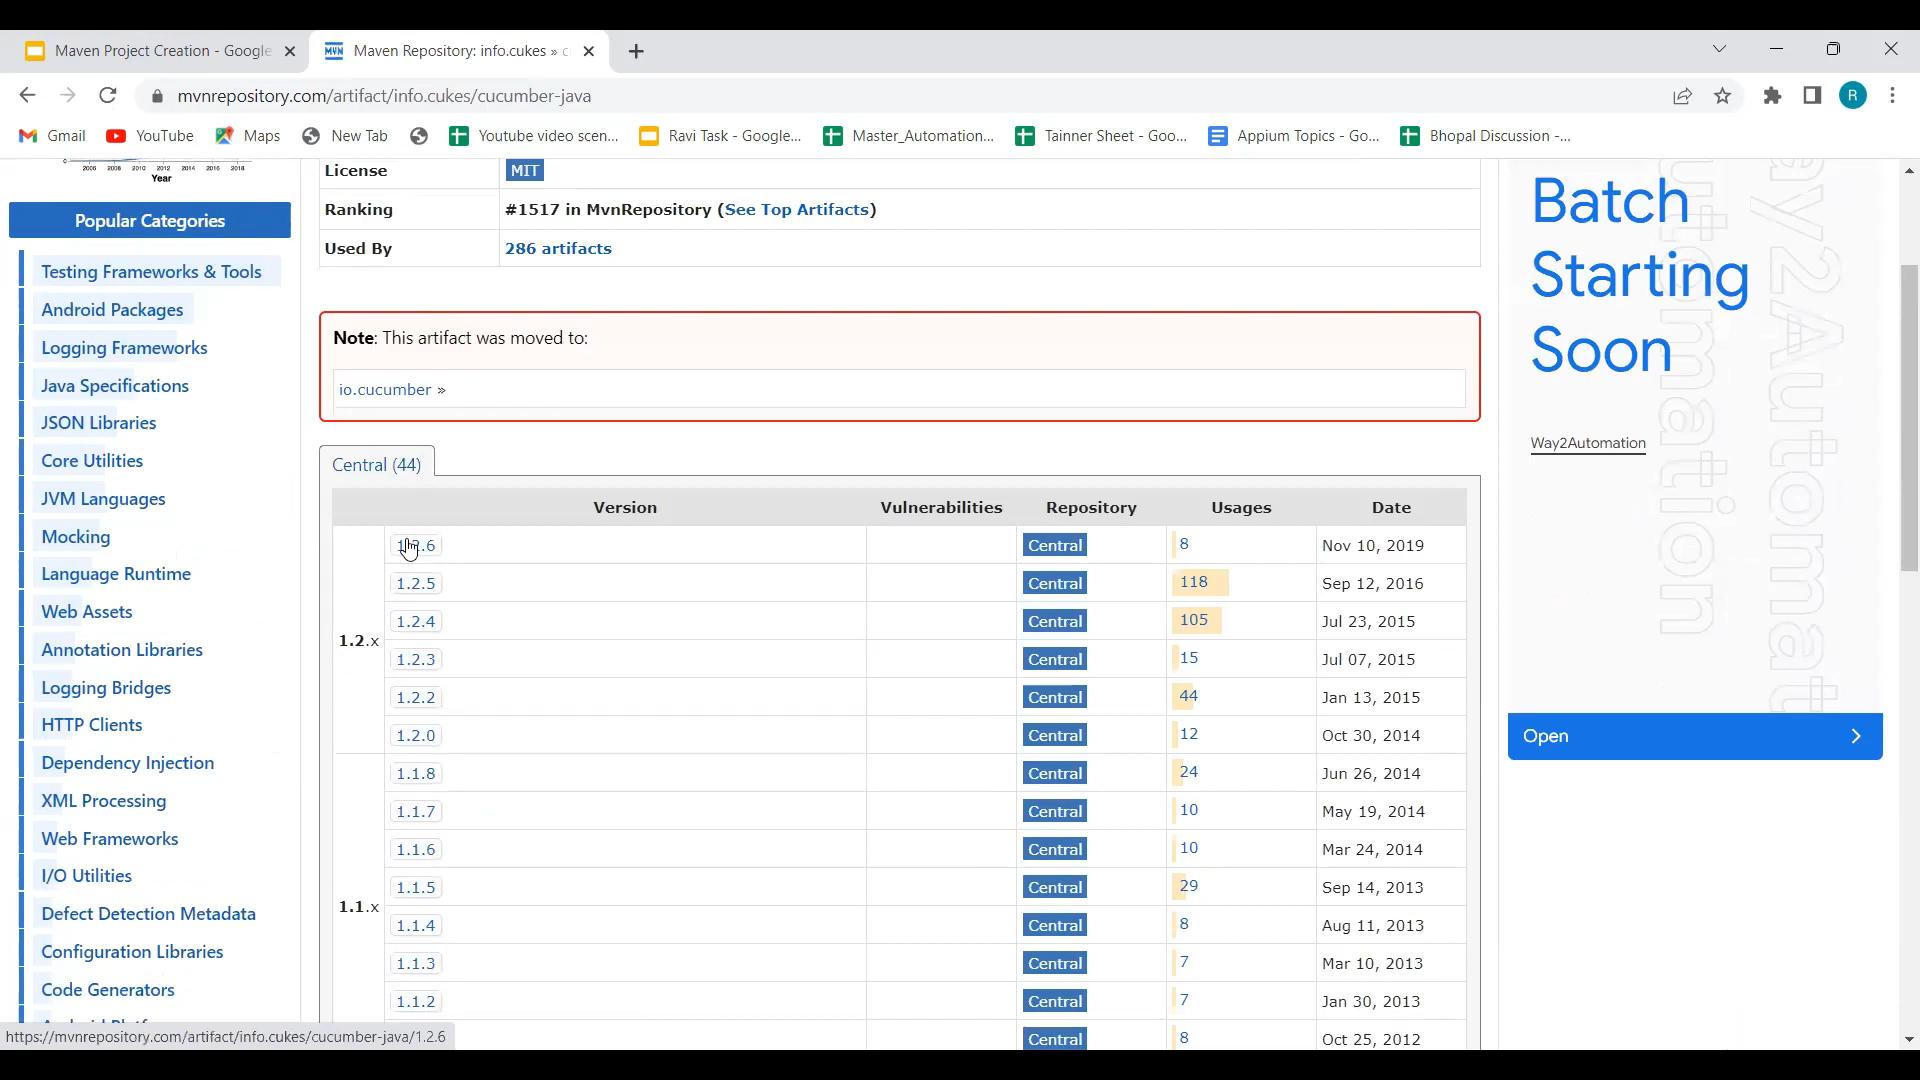 Maven Project Creation - Google
Maven Repository: info.cukes » c
mvnrepository.com/artifact/info.cukes/cucumber-java
R
Gmail
YouTube
Maps
New Tab
Youtube video scen...
Ravi Task - Google...
Master_Automation...
Tainner Sheet - Goo...
Appium Topics - Go...
Bhopal Discussion -...
0
2006 2008 2010 2012 2014 2016 2018
Year
Popular Categories
Testing Frameworks & Tools
Android Packages
Logging Frameworks
Java Specifications
JSON Libraries
Core Utilities
JVM Languages
Mocking
Language Runtime
Web Assets
Annotation Libraries
Logging Bridges
HTTP Clients
Dependency Injection
XML Processing
Web Frameworks
I/O Utilities
Defect Detection Metadata
Configuration Libraries
Code Generators
https://mvnrepository.com/artifact/info.cukes/cucumber-java/1.2.6
License MIT
Ranking #1517 in MvnRepository (See Top Artifacts)
Used By 286 artifacts
Note: This artifact was moved to:
io.cucumber »
Central (44)
Version Vulnerabilities Repository Usages Date
Central 8 Nov 10, 2019
1.2.5 Central 118 Sep 12, 2016
1.2.4 Central 105 Jul 23, 2015
1.2.x
1.2.3 Central 15 Jul 07, 2015
1.2.2 Central 44 Jan 13, 2015
1.2.0 Central 12 Oct 30, 2014
1.1.8 Central 24 Jun 26, 2014
1.1.7 Central 10 May 19, 2014
1.1.6 Central 10 Mar 24, 2014
1.1.5 Central 29 Sep 14, 2013
1.1.x
1.1.4 Central 8 Aug 11, 2013
1.1.3 Central 7 Mar 10, 2013
1.1.2 Central 7 Jan 30, 2013
Central 8 Oct 25, 2012
Batch
Starting
Soon
Way2Automation
Open